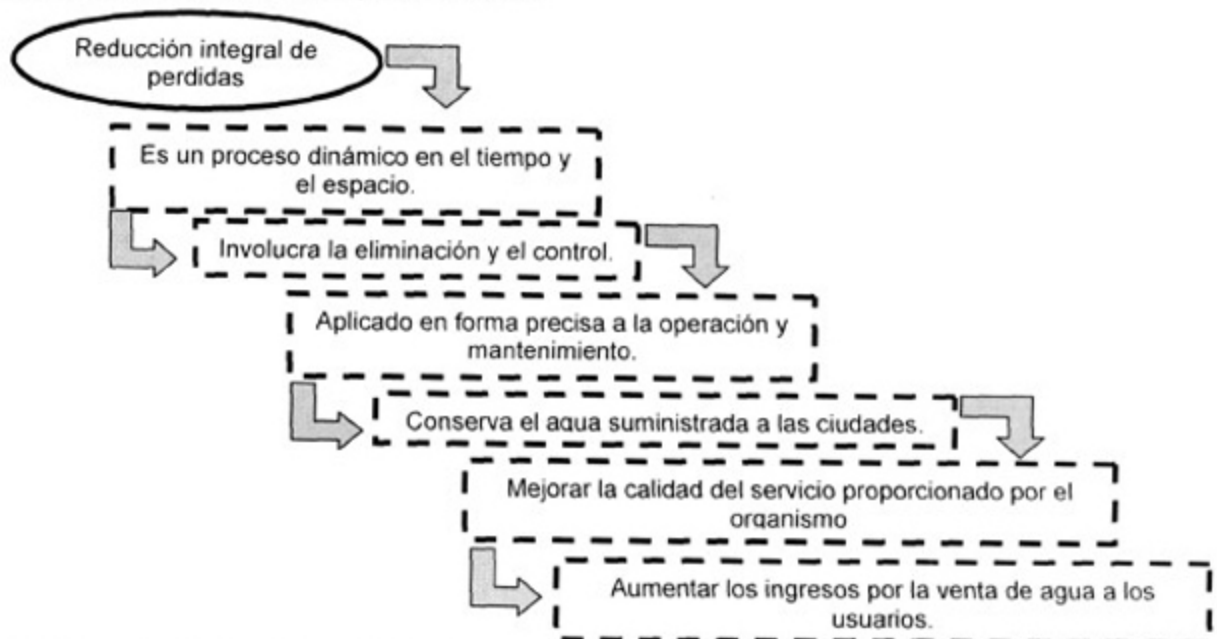 Reducción integral de
perdidas
Es un proceso dinámico en el tiempo y
el espacio.
Involucra la eliminación y el control.
Aplicado en forma precisa a la operación y
mantenimiento.
Conserva el agua suministrada a las ciudades.
Mejorar la calidad del servicio proporcionado por el
organismo
Aumentar los ingresos por la venta de agua a los
usuarios.